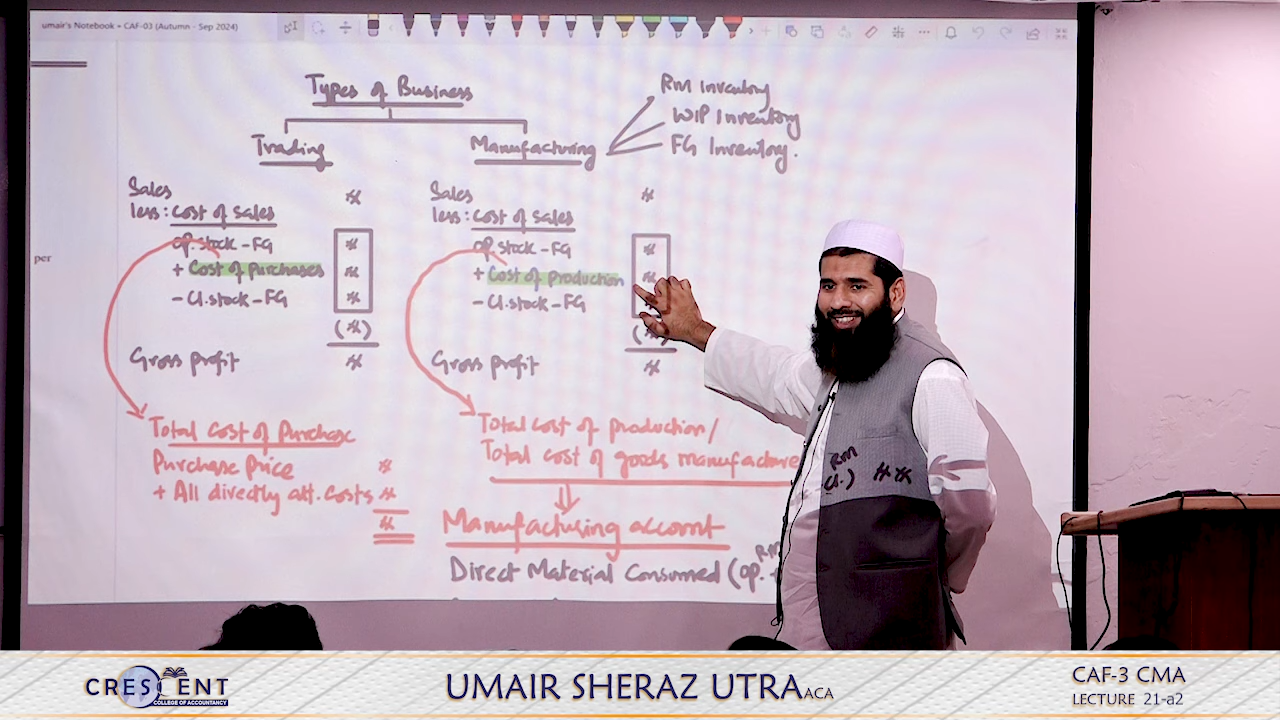 umair's Notebook » CAF-03 (Autumn - Sep 2024)
per
Types of Business
Trading
Manufacturing
RM Inventory
WIP Inventory
FG Inventory.
Sales
less: cost of sales
op. stock - FG
+ Cost of purchases
- Cl. stock - FG
Gross profit
Sales
less: cost of sales
op. stock - FG
+ Cost of production
- Cl. stock - FG
Gross profit
Total cost of Purchase
Purchase Price
+ All directly att. costs
Total cost of production/
Total cost of goods manufacture
Manufacturing account
Direct Material Consumed (op.
RM
RM
cl.)
CRESCENT
COLLEGE OF ACCOUNTANCY
UMAIR SHERAZ UTRA ACA
CAF-3 CMA
LECTURE 21-a2